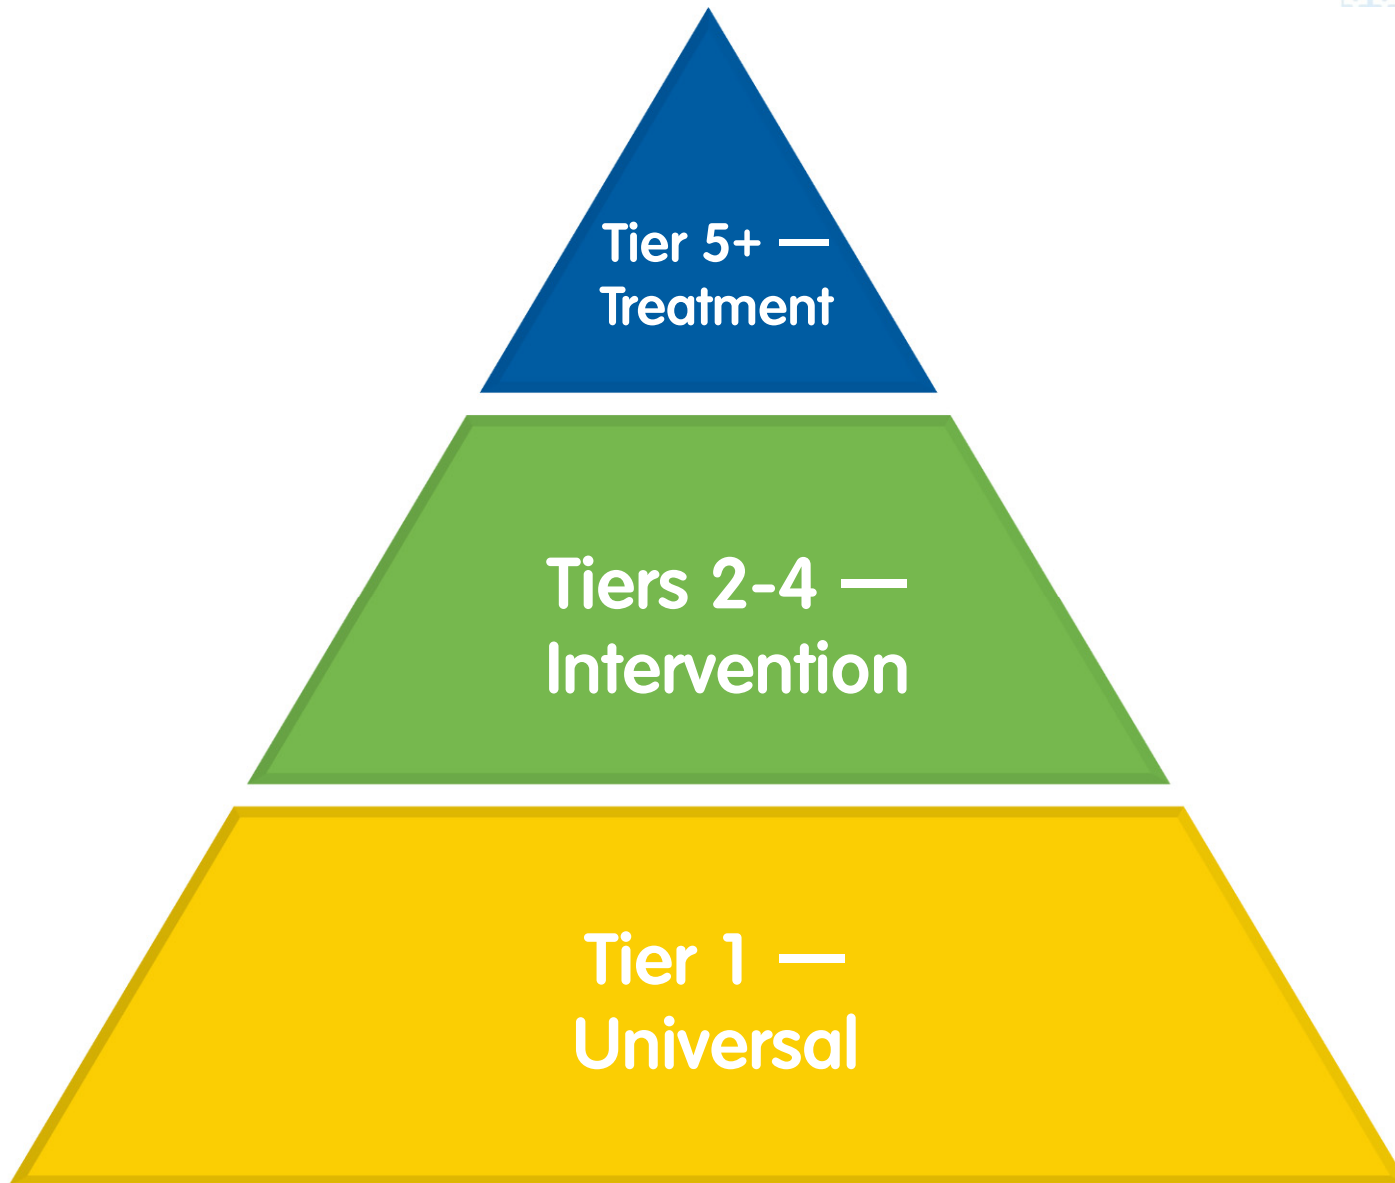 Tier 5+ —
Treatment
Tiers 2-4 —
Intervention
Tier 1 —
Universal